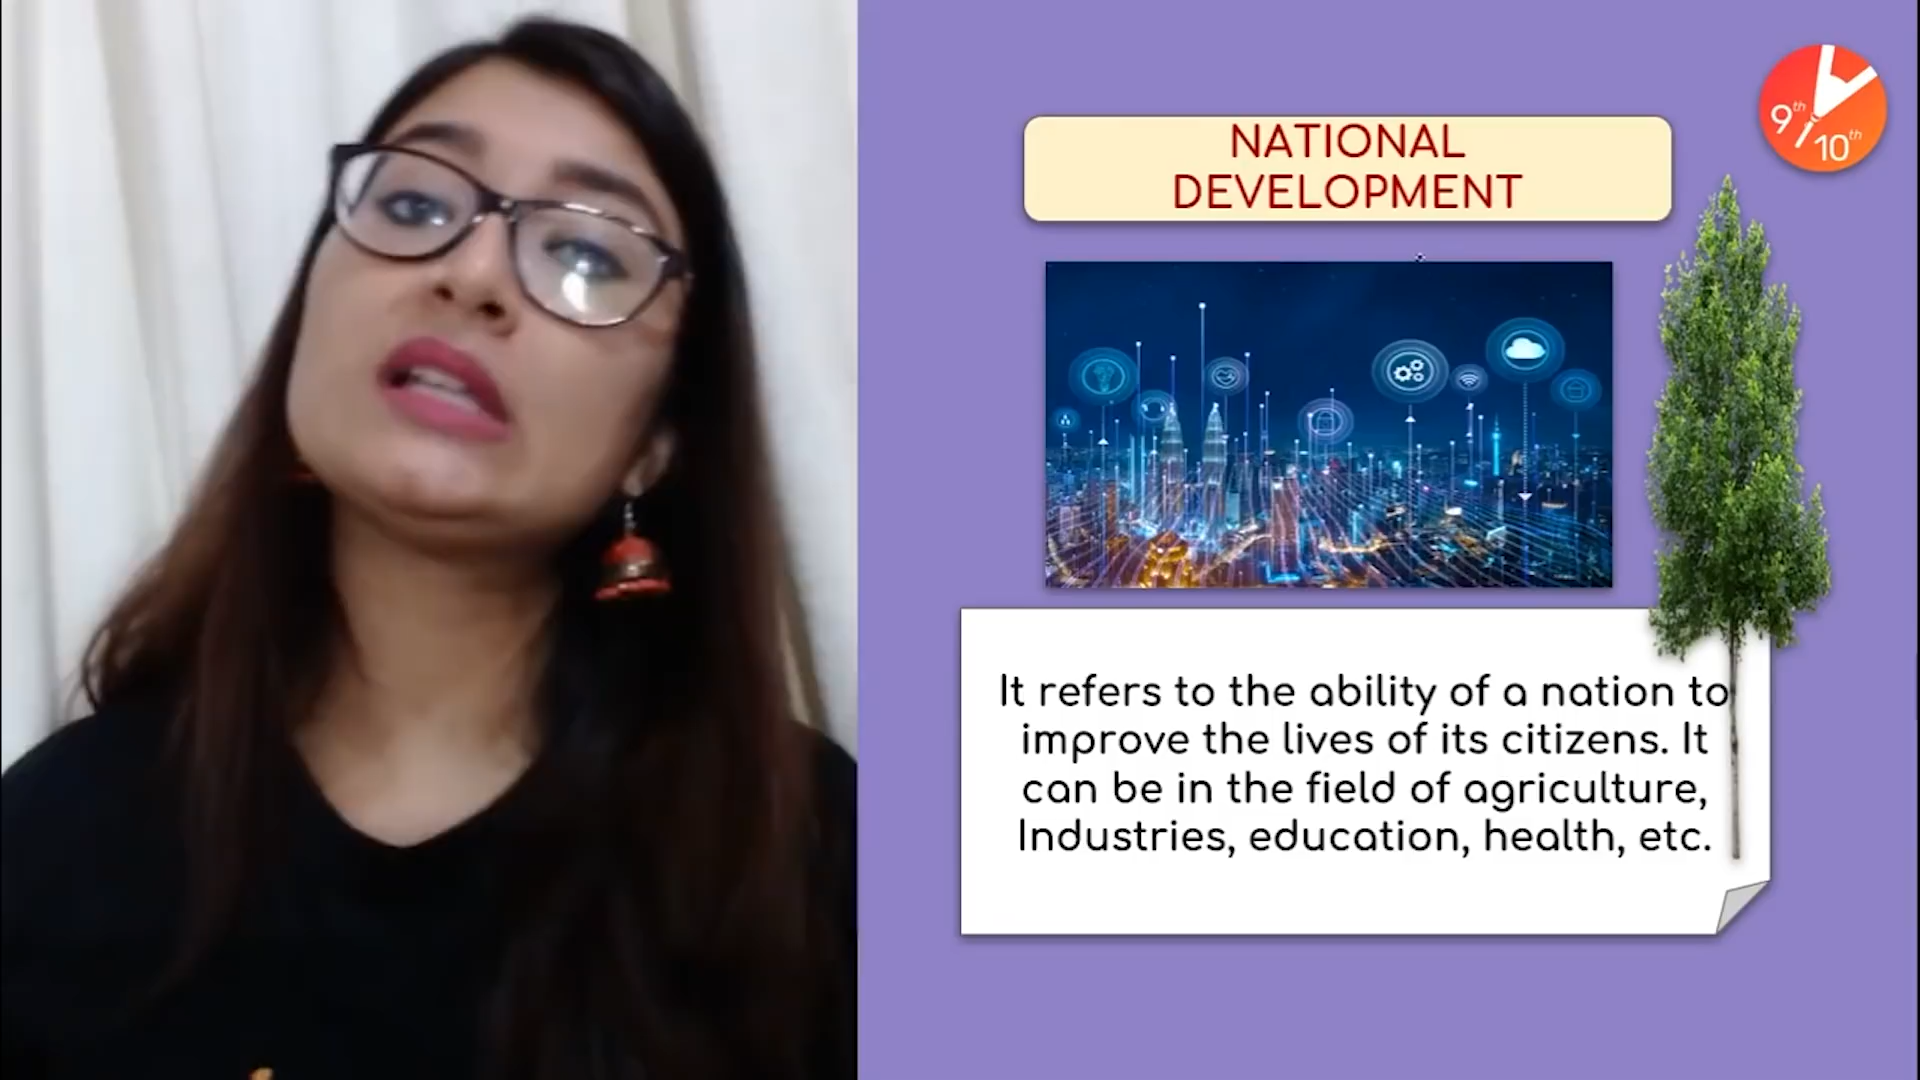 NATIONAL
DEVELOPMENT
9th
10th
It refers to the ability of a nation to
improve the lives of its citizens. It
can be in the field of agriculture,
Industries, education, health, etc.